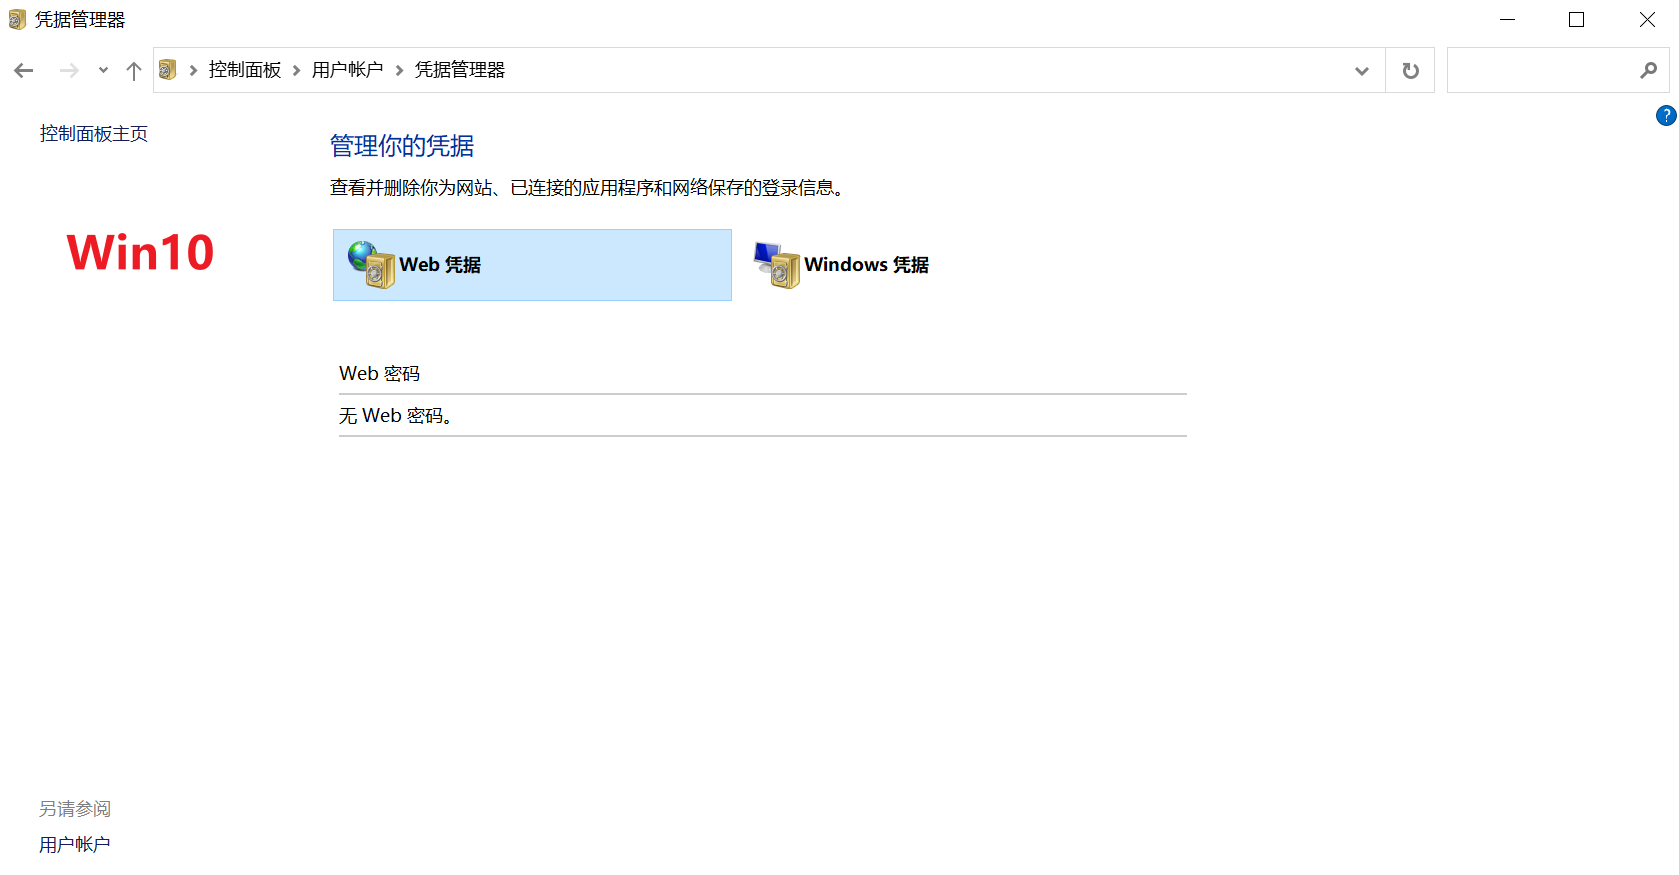 凭据管理器
控制面板 用户帐户 凭据管理器
控制面板主页
管理你的凭据
查看并删除你为网站、已连接的应用程序和网络保存的登录信息。
Win10
Web 凭据
Windows 凭据
Web 密码
无 Web 密码。
另请参阅
用户帐户